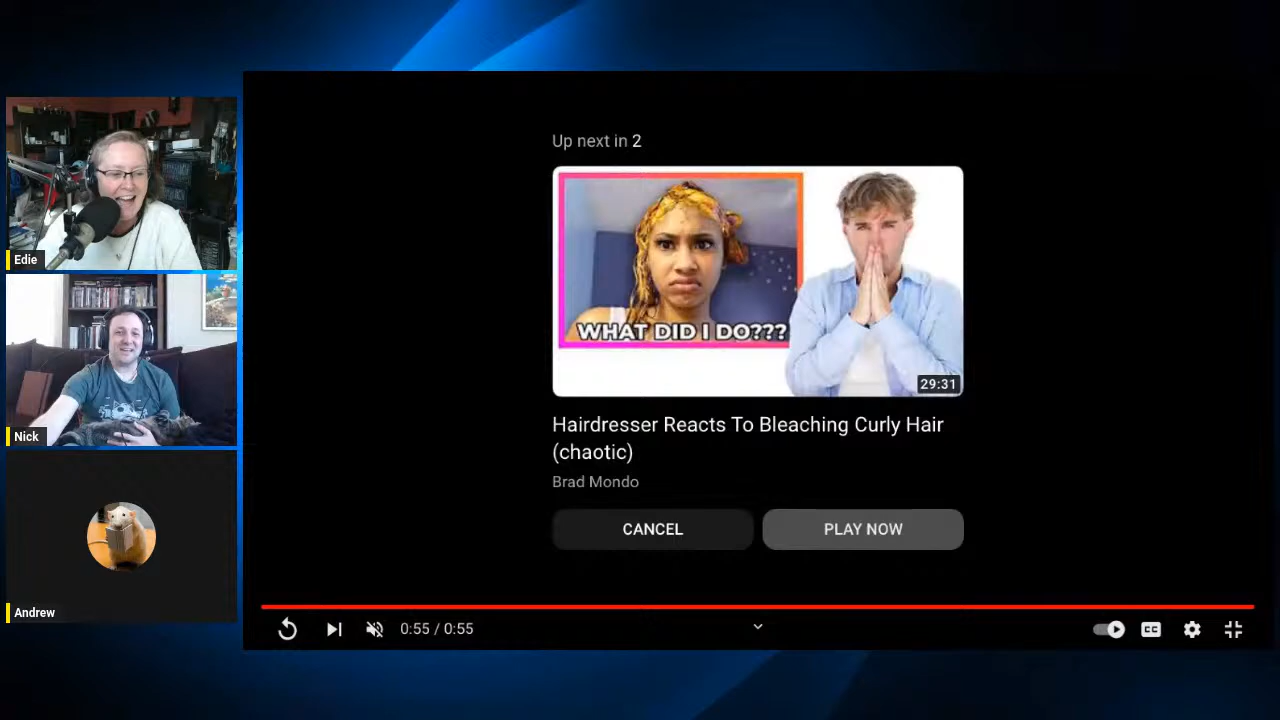 Up next in 2
WHAT DID I DO???
29:31
Hairdresser Reacts To Bleaching Curly Hair
(chaotic)
Brad Mondo
CANCEL
PLAY NOW
0:55 / 0:55
CC
Edie
Nick
Andrew